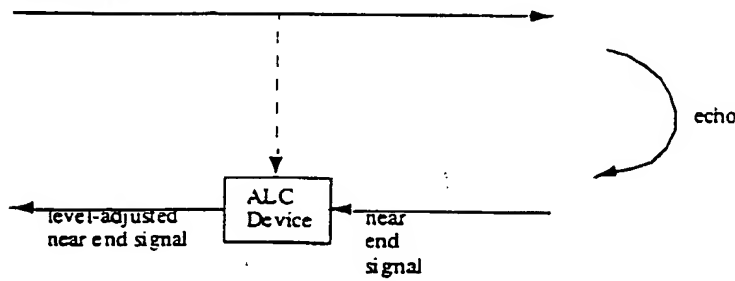 echo
ALC
Device
level-adjusted
near end signal
near
end
signal